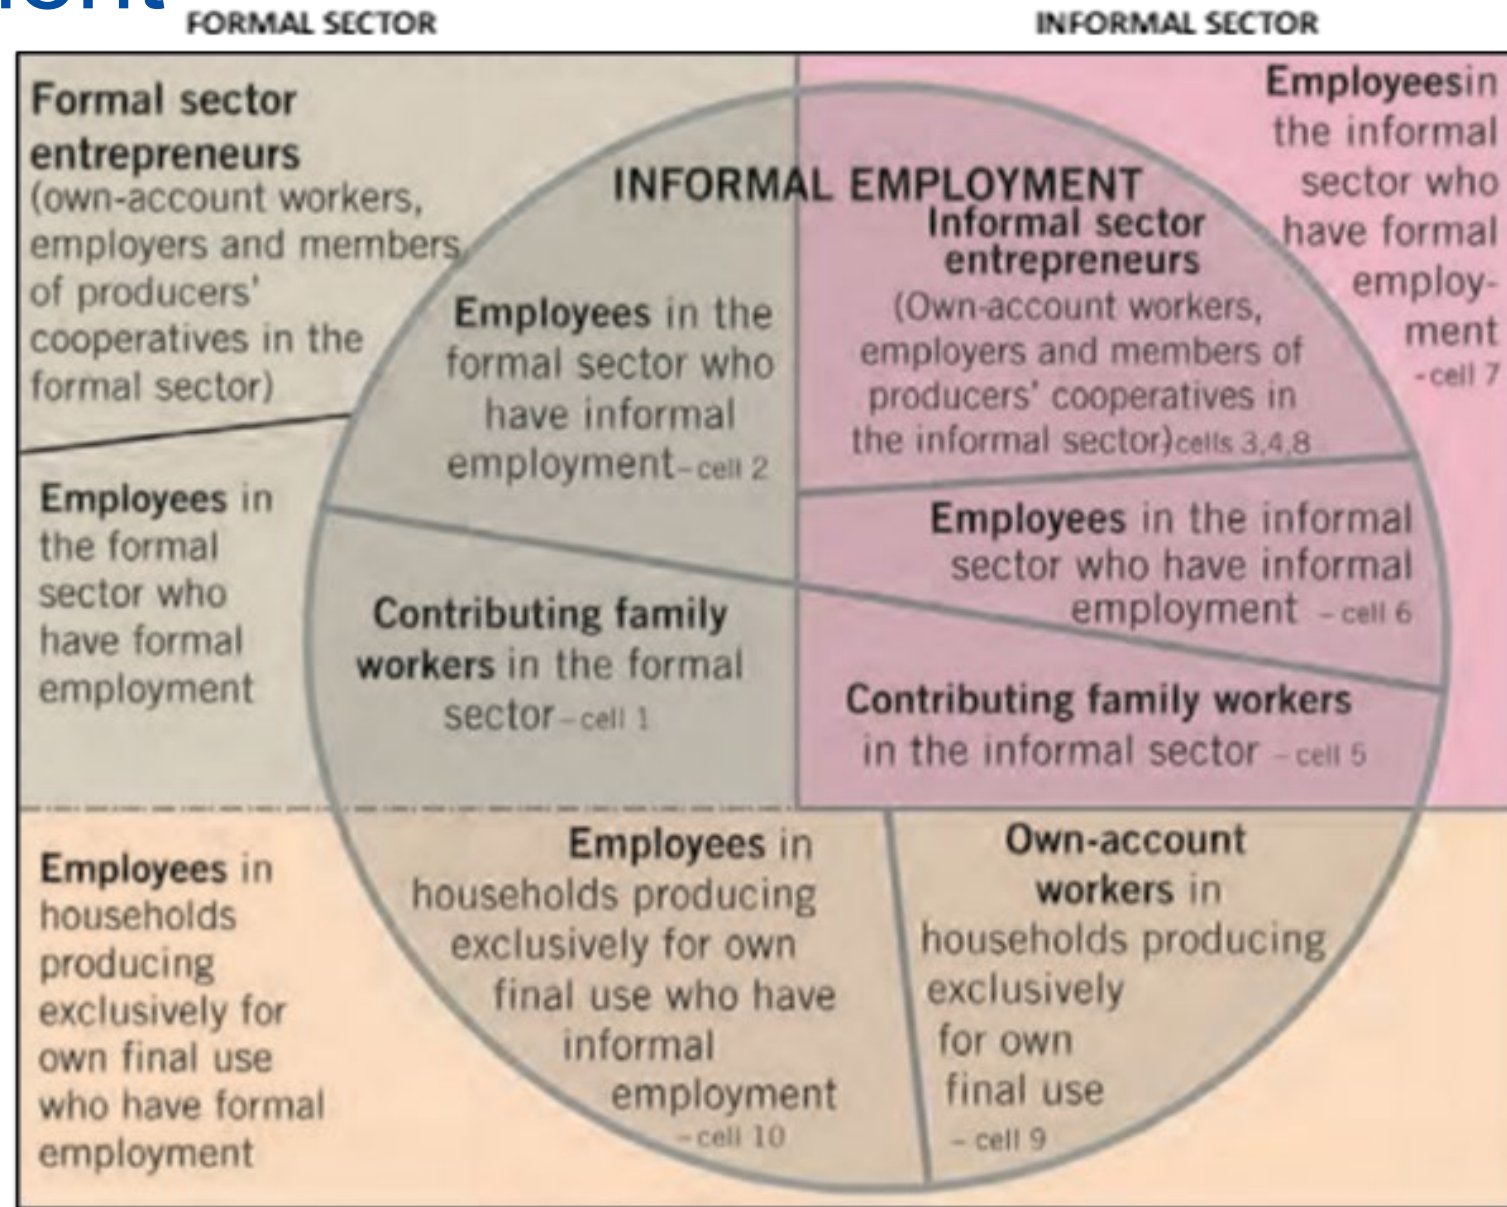 FORMAL SECTOR
INFORMAL SECTOR
Formal sector
entrepreneurs
(own-account workers,
employers and members
of producers'
cooperatives in the
formal sector)
Employees in
the formal
sector who
have formal
employment
INFORMAL EMPLOYMENT
Employees in the
formal sector who
have informal
employment–cell 2
Contributing family
workers in the formal
sector–cell 1
Informal sector
entrepreneurs
(Own-account workers,
employers and members of
producers' cooperatives in
the informal sector)cells 3,4,8
Employees in the informal
sector who have informal
employment – cell 6
Contributing family workers
in the informal sector – cell 5
Employeesin
the informal
sector who
have formal
employ-
ment
-cell 7
Employees in
households
producing
exclusively for
own final use
who have formal
employment
Employees in
households producing
exclusively for own
final use who have
informal
employment
–cell 10
Own-account
workers in
households producing
exclusively
for own
final use
– cell 9